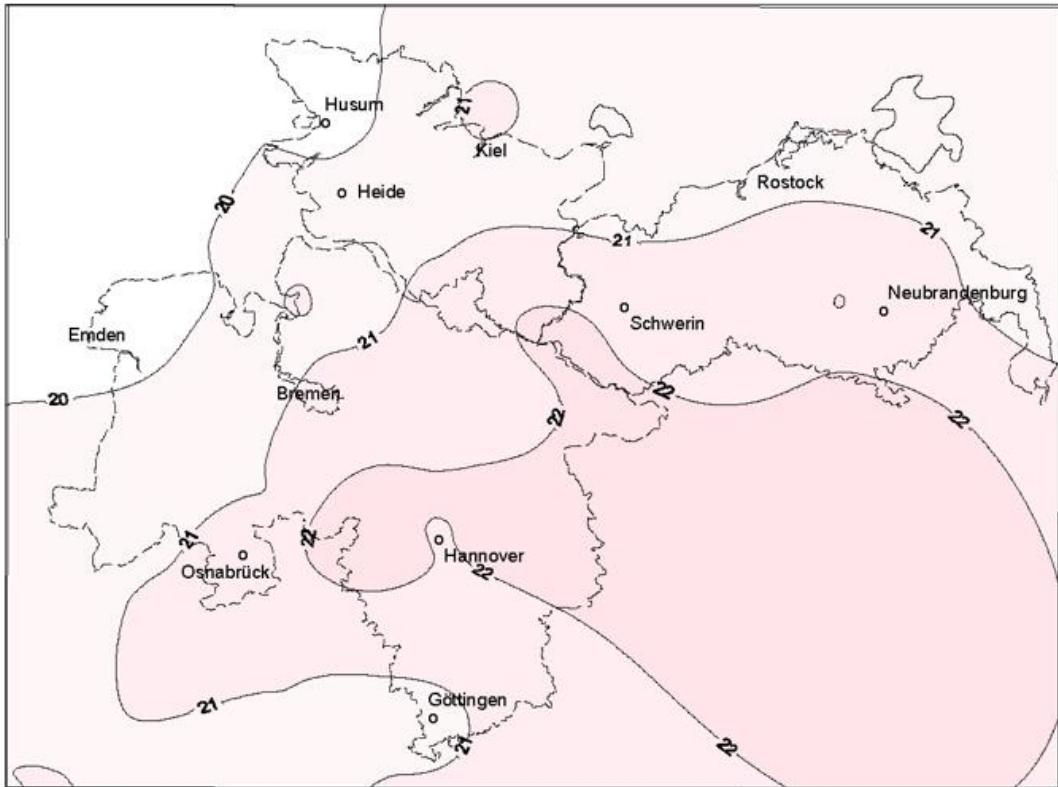 Husum
21
Kiel
Heide
20
Rostock
21
21
Neubrandenburg
Emden
Schwerin
21
20
Bremen
22
22
22
21
22
Hannover
Osnabrück
22
21
Göttingen
21
22